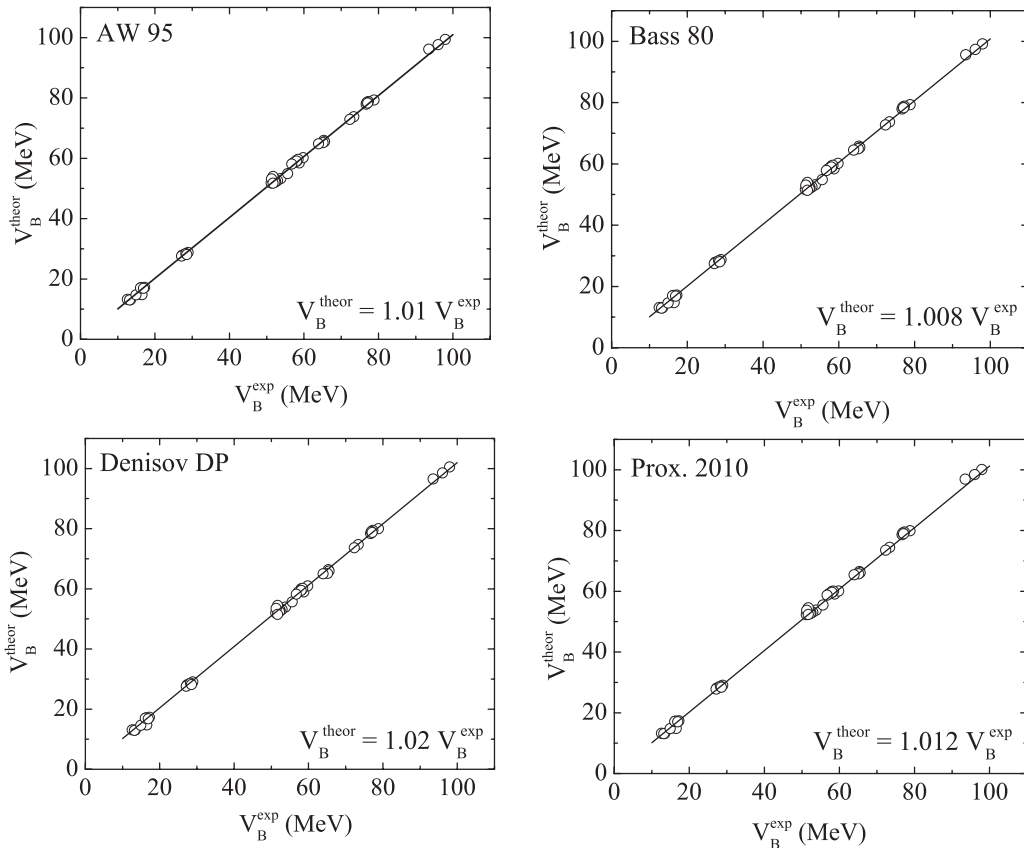 AW 95
100
80
60
40
20
0
V_B^theor (MeV)
V_B^theor = 1.01 V_B^exp
0 20 40 60 80 100
V_B^exp (MeV)
Bass 80
100
80
60
40
20
0
V_B^theor (MeV)
V_B^theor = 1.008 V_B^exp
0 20 40 60 80 100
V_B^exp (MeV)
Denisov DP
100
80
60
40
20
0
V_B^theor (MeV)
V_B^theor = 1.02 V_B^exp
0 20 40 60 80 100
V_B^exp (MeV)
Prox. 2010
100
80
60
40
20
0
V_B^theor (MeV)
V_B^theor = 1.012 V_B^exp
0 20 40 60 80 100
V_B^exp (MeV)